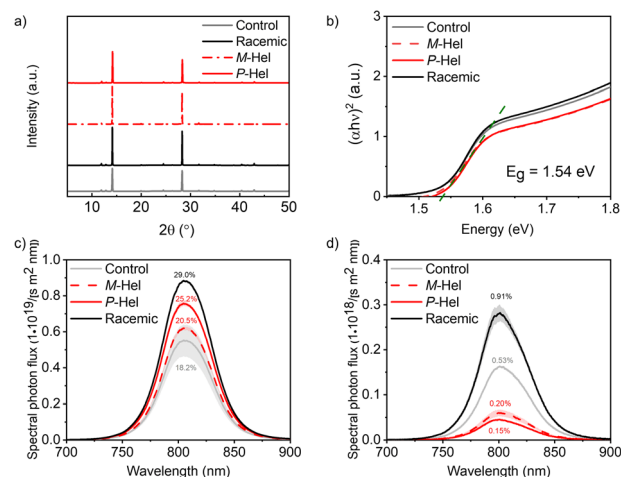 a)
Control
Racemic
M-Hel
P-Hel
Intensity (a.u.)
10 20 30 40 50
2θ (°)
b)
Control
M-Hel
P-Hel
Racemic
(αhν)² (a.u.)
3
2
1
0
Eg = 1.54 eV
1.5 1.6 1.7 1.8
Energy (eV)
c)
Control
M-Hel
P-Hel
Racemic
Spectral photon flux (1•10¹⁹/(s m² nm))
1.0
0.8
0.6
0.4
0.2
0.0
29.0%
25.2%
20.5%
18.2%
700 750 800 850 900
Wavelength (nm)
d)
Control
M-Hel
P-Hel
Racemic
Spectral photon flux (1•10¹⁸/(s m² nm))
0.4
0.3
0.2
0.1
0.0
0.91%
0.53%
0.20%
0.15%
700 750 800 850 900
Wavelength (nm)